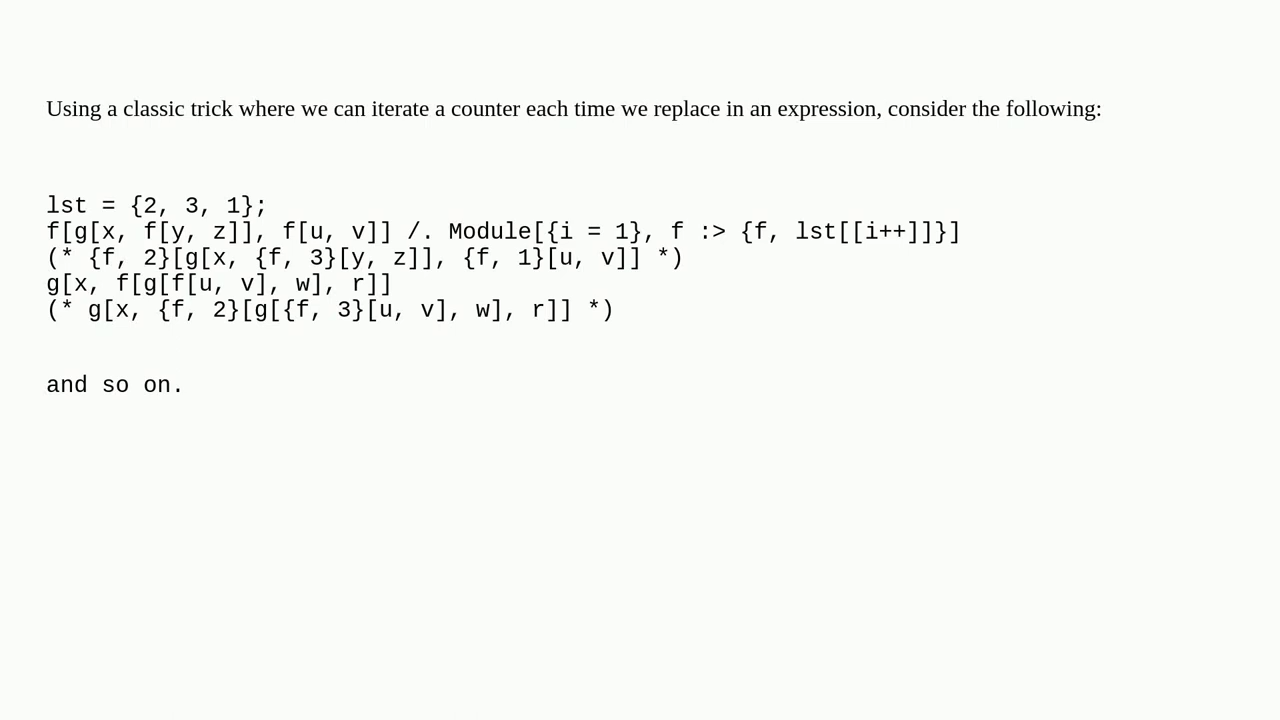 Using a classic trick where we can iterate a counter each time we replace in an expression, consider the following:
lst = {2, 3, 1};
f[g[x, f[y, z]], f[u, v]] /. Module[{i = 1}, f :> {f, lst[[i++]]}]
(* {f, 2}[g[x, {f, 3}[y, z]], {f, 1}[u, v]] *)
g[x, f[g[f[u, v], w], r]]
(* g[x, {f, 2}[g[{f, 3}[u, v], w], r]] *)
and so on.